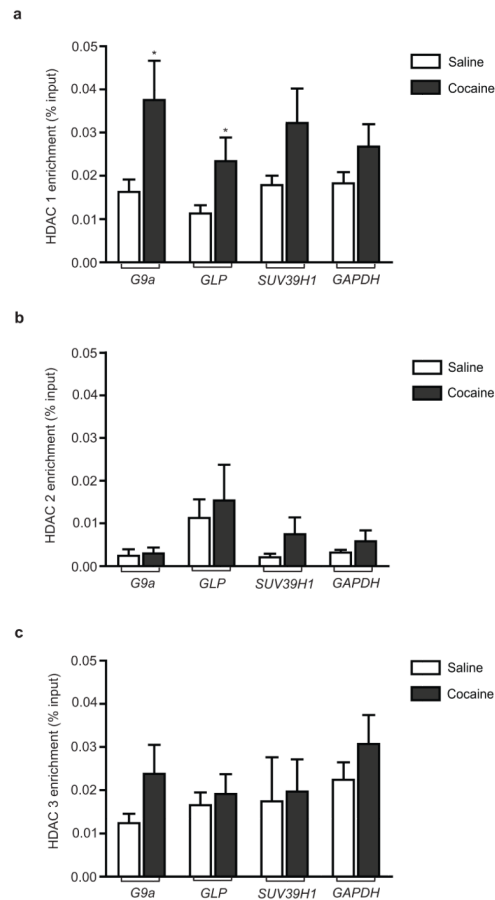 a
HDAC 1 enrichment (% input)
0.05
0.04
0.03
0.02
0.01
0.00
*
*
Saline
Cocaine
G9a
GLP
SUV39H1
GAPDH
b
HDAC 2 enrichment (% input)
0.05
0.04
0.03
0.02
0.01
0.00
Saline
Cocaine
G9a
GLP
SUV39H1
GAPDH
c
HDAC 3 enrichment (% input)
0.05
0.04
0.03
0.02
0.01
0.00
Saline
Cocaine
G9a
GLP
SUV39H1
GAPDH